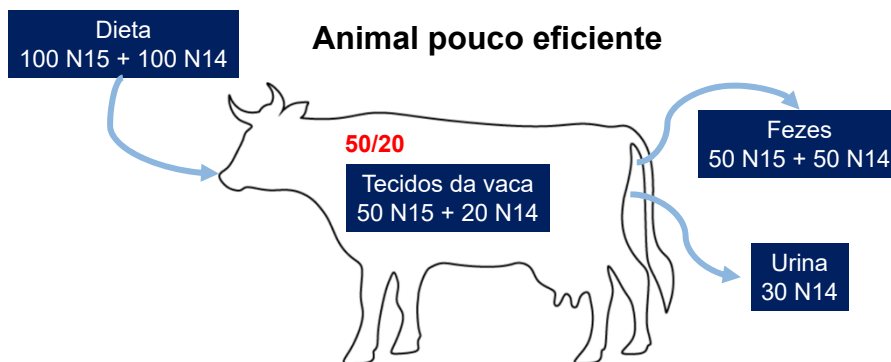 Dieta
100 N15 + 100 N14
Animal pouco eficiente
50/20
Tecidos da vaca
50 N15 + 20 N14
Fezes
50 N15 + 50 N14
Urina
30 N14